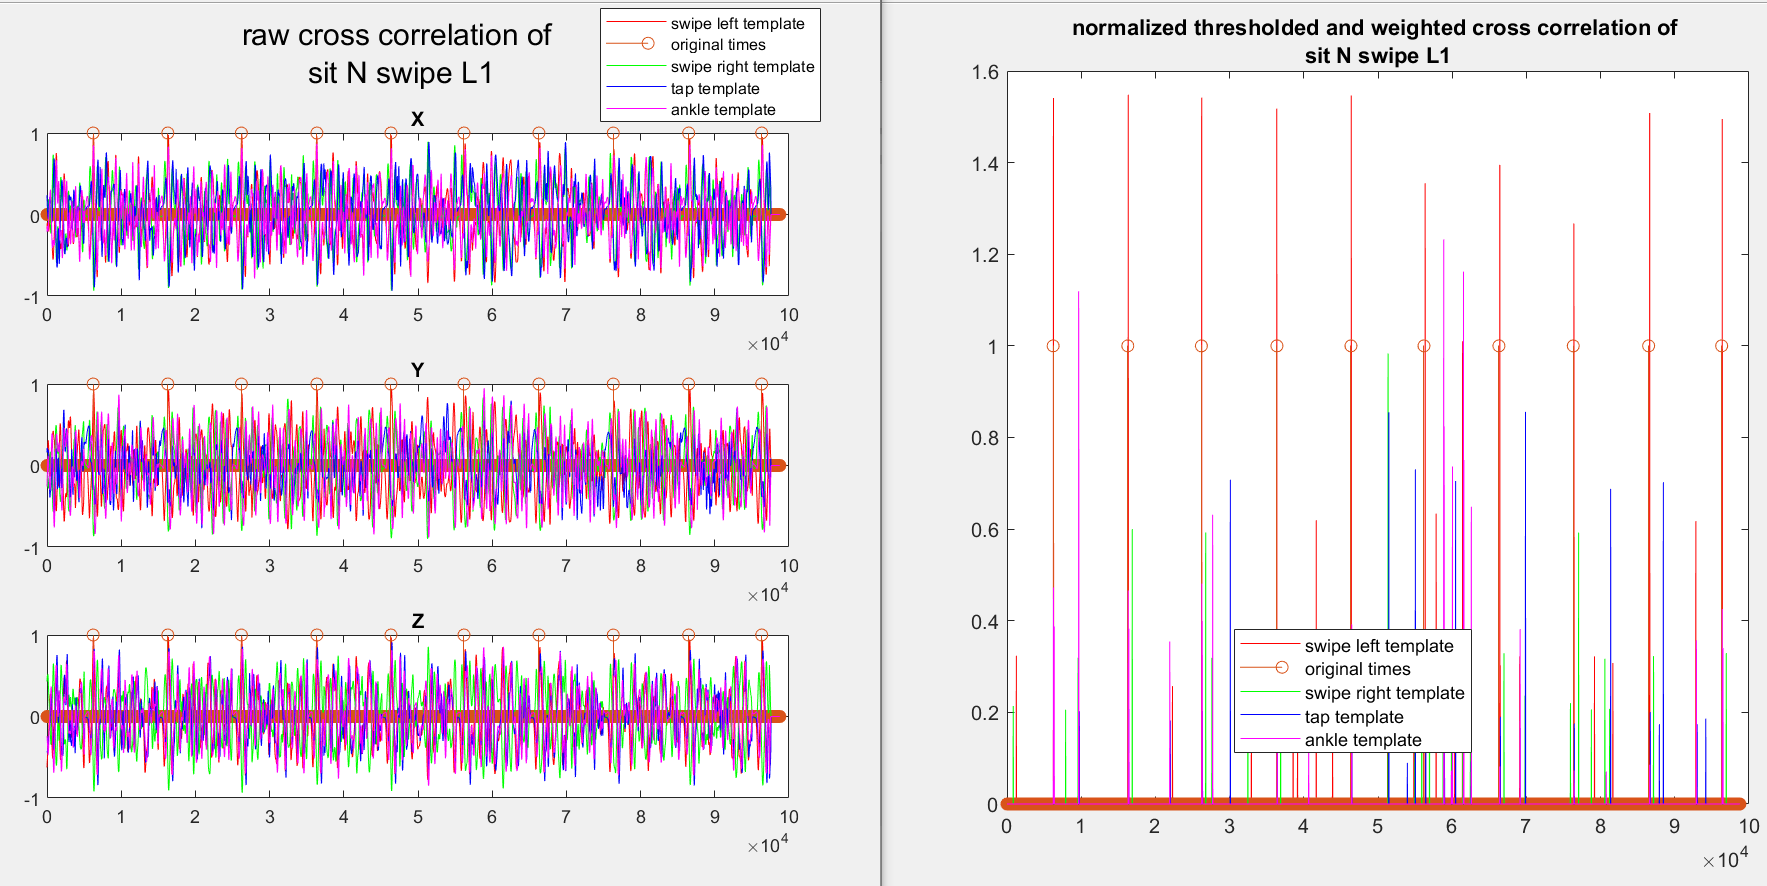 raw cross correlation of
sit N swipe L1
swipe left template
original times
swipe right template
tap template
ankle template
X
1
0
-1
0 1 2 3 4 5 6 7 8 9 10
×10^4
Y
1
0
-1
0 1 2 3 4 5 6 7 8 9 10
×10^4
Z
1
0
-1
0 1 2 3 4 5 6 7 8 9 10
×10^4
normalized thresholded and weighted cross correlation of
sit N swipe L1
1.6
1.4
1.2
1
0.8
0.6
0.4
0.2
0
swipe left template
original times
swipe right template
tap template
ankle template
0 1 2 3 4 5 6 7 8 9 10
×10^4